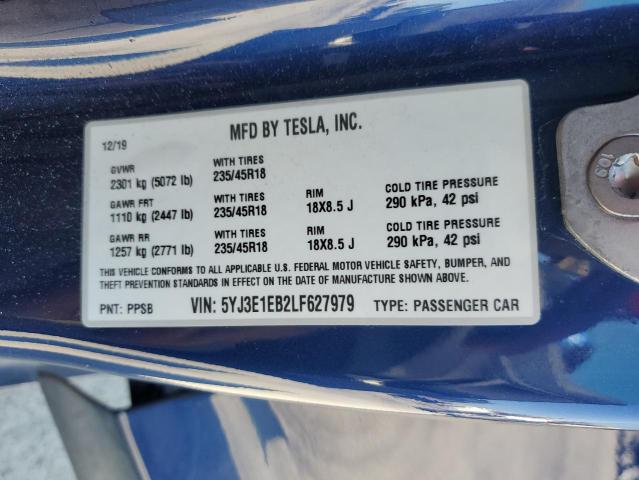 MFD BY TESLA, INC.
12/19
GVWR WITH TIRES
2301 kg (5072 lb) 235/45R18
GAWR FRT WITH TIRES RIM COLD TIRE PRESSURE
1110 kg (2447 lb) 235/45R18 18X8.5 J 290 kPa, 42 psi
GAWR RR WITH TIRES RIM COLD TIRE PRESSURE
1257 kg (2771 lb) 235/45R18 18X8.5 J 290 kPa, 42 psi
THIS VEHICLE CONFORMS TO ALL APPLICABLE U.S. FEDERAL MOTOR VEHICLE SAFETY, BUMPER, AND
THEFT PREVENTION STANDARDS IN EFFECT ON THE DATE OF MANUFACTURE SHOWN ABOVE.
PNT: PPSB VIN: 5YJ3E1EB2LF627979 TYPE: PASSENGER CAR